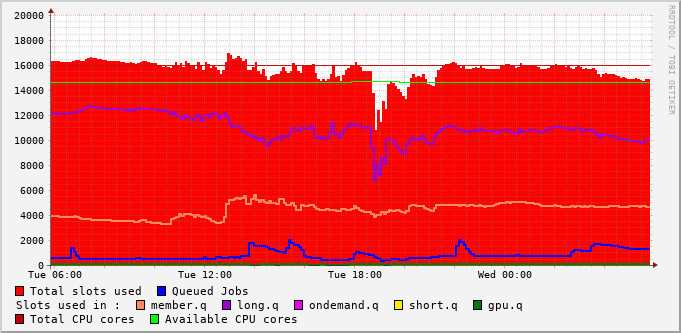 20000
18000
16000
14000
12000
10000
8000
6000
4000
2000
0
Tue 06:00 Tue 12:00 Tue 18:00 Wed 00:00
Total slots used Queued Jobs
Slots used in : member.q long.q ondemand.q short.q gpu.q
Total CPU cores Available CPU cores
RRDTOOL / TOBI OETIKER